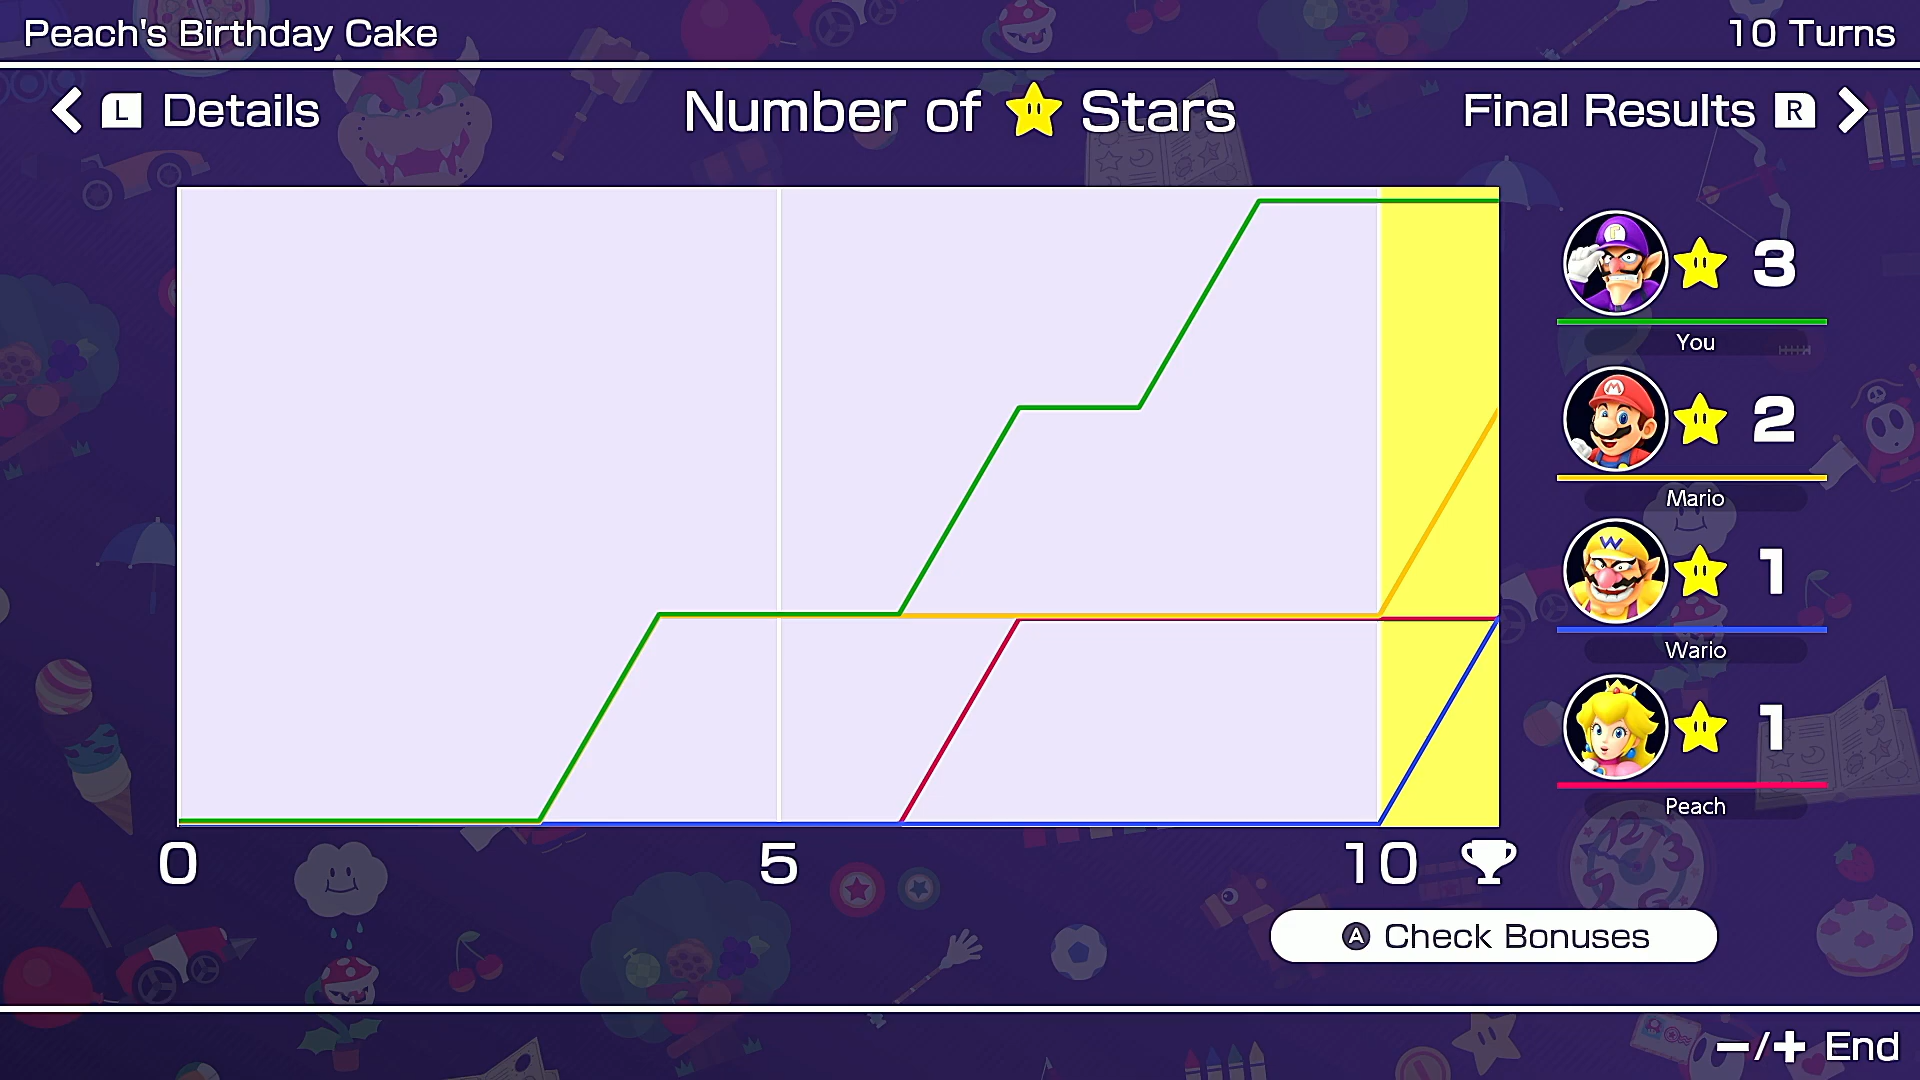 Peach's Birthday Cake
10 Turns
L Details
Number of Stars
Final Results R
3
You
2
Mario
1
Wario
1
Peach
0 5 10
A Check Bonuses
−/+ End